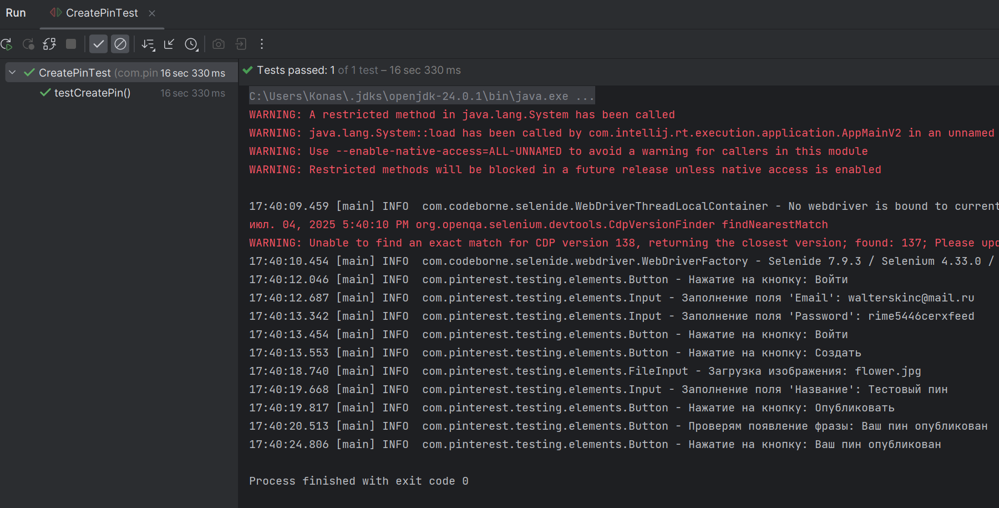 Run CreatePinTest
CreatePinTest (com.pin 16 sec 330 ms
testCreatePin() 16 sec 330 ms
Tests passed: 1 of 1 test – 16 sec 330 ms
C:\Users\Konas\.jdks\openjdk-24.0.1\bin\java.exe ...
WARNING: A restricted method in java.lang.System has been called
WARNING: java.lang.System::load has been called by com.intellij.rt.execution.application.AppMainV2 in an unnamed
WARNING: Use --enable-native-access=ALL-UNNAMED to avoid a warning for callers in this module
WARNING: Restricted methods will be blocked in a future release unless native access is enabled
17:40:09.459 [main] INFO  com.codeborne.selenide.WebDriverThreadLocalContainer - No webdriver is bound to current
июл. 04, 2025 5:40:10 PM org.openqa.selenium.devtools.CdpVersionFinder findNearestMatch
WARNING: Unable to find an exact match for CDP version 138, returning the closest version; found: 137; Please upd
17:40:10.454 [main] INFO  com.codeborne.selenide.webdriver.WebDriverFactory - Selenide 7.9.3 / Selenium 4.33.0 /
17:40:12.046 [main] INFO  com.pinterest.testing.elements.Button - Нажатие на кнопку: Войти
17:40:12.687 [main] INFO  com.pinterest.testing.elements.Input - Заполнение поля 'Email': walterskinc@mail.ru
17:40:13.342 [main] INFO  com.pinterest.testing.elements.Input - Заполнение поля 'Password': rime5446cerxfeed
17:40:13.454 [main] INFO  com.pinterest.testing.elements.Button - Нажатие на кнопку: Войти
17:40:13.553 [main] INFO  com.pinterest.testing.elements.Button - Нажатие на кнопку: Создать
17:40:18.740 [main] INFO  com.pinterest.testing.elements.FileInput - Загрузка изображения: flower.jpg
17:40:19.668 [main] INFO  com.pinterest.testing.elements.Input - Заполнение поля 'Название': Тестовый пин
17:40:19.817 [main] INFO  com.pinterest.testing.elements.Button - Нажатие на кнопку: Опубликовать
17:40:20.513 [main] INFO  com.pinterest.testing.elements.Button - Проверям появление фразы: Ваш пин опубликован
17:40:24.806 [main] INFO  com.pinterest.testing.elements.Button - Нажатие на кнопку: Ваш пин опубликован
Process finished with exit code 0